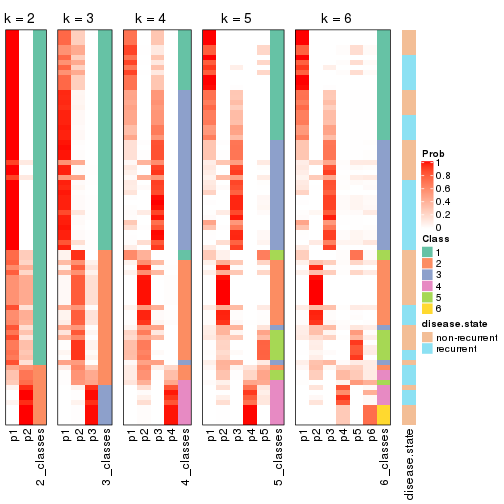 k = 2 k = 3 k = 4 k = 5 k = 6
Prob
1
0.8
0.6
0.4
0.2
0
Class
1
2
3
4
5
6
disease.state
non-recurrent
recurrent
p1 p2 2_classes p1 p2 p3 3_classes p1 p2 p3 p4 4_classes p1 p2 p3 p4 p5 5_classes p1 p2 p3 p4 p5 p6 6_classes disease.state